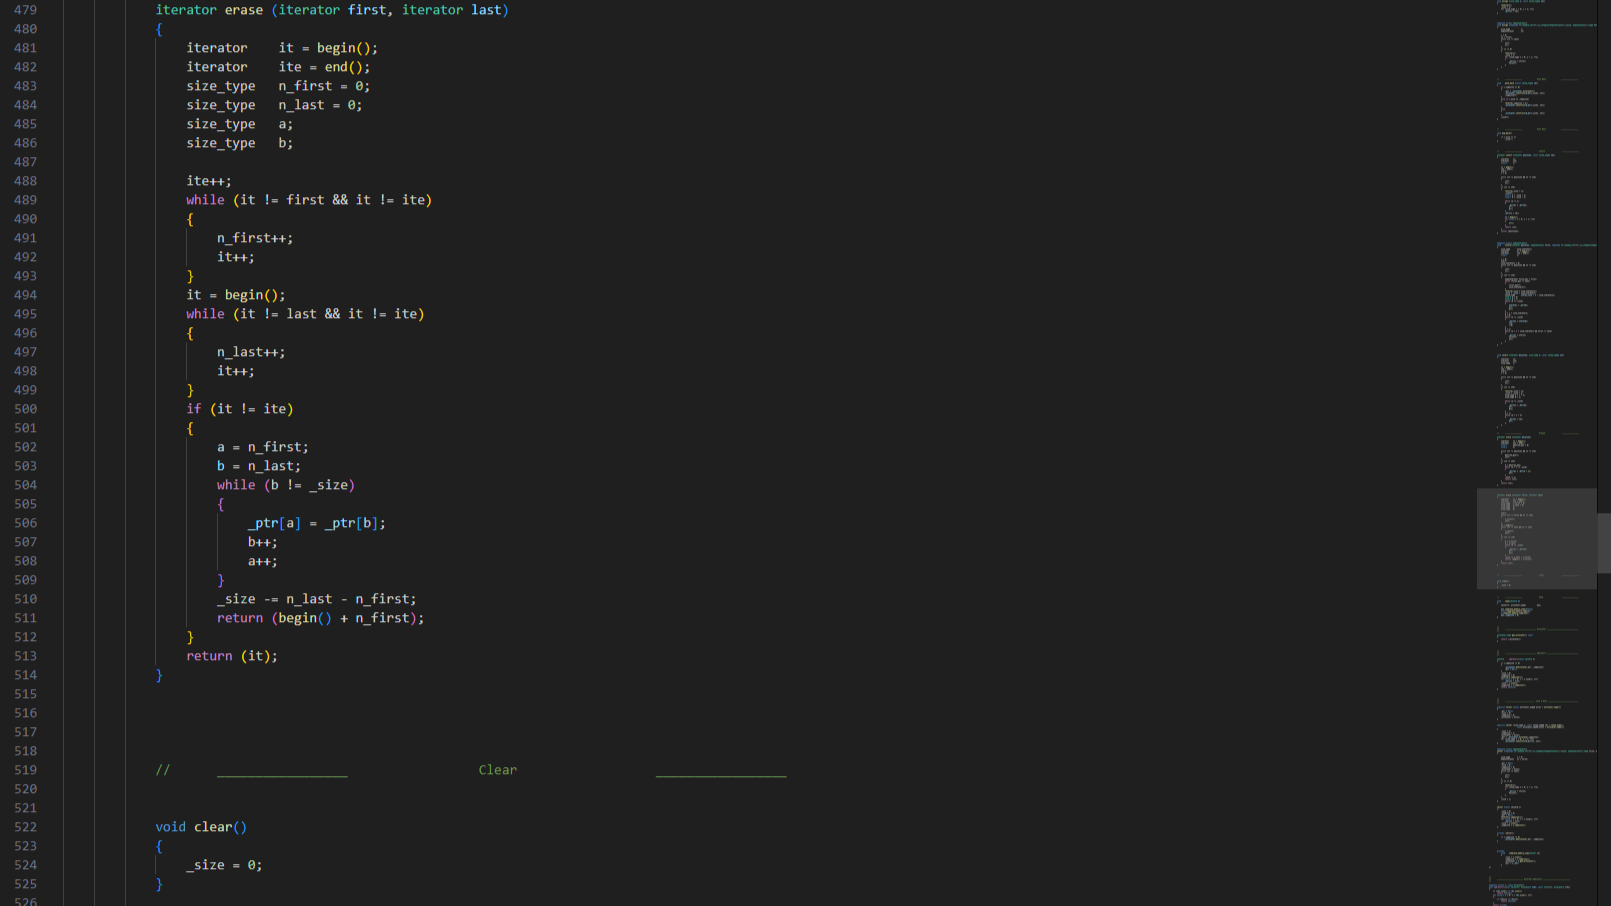 479 iterator erase (iterator first, iterator last)
480 {
481 iterator it = begin();
482 iterator ite = end();
483 size_type n_first = 0;
484 size_type n_last = 0;
485 size_type a;
486 size_type b;
487
488 ite++;
489 while (it != first && it != ite)
490 {
491 n_first++;
492 it++;
493 }
494 it = begin();
495 while (it != last && it != ite)
496 {
497 n_last++;
498 it++;
499 }
500 if (it != ite)
501 {
502 a = n_first;
503 b = n_last;
504 while (b != _size)
505 {
506 _ptr[a] = _ptr[b];
507 b++;
508 a++;
509 }
510 _size -= n_last - n_first;
511 return (begin() + n_first);
512 }
513 return (it);
514 }
515
516
517
518
519 // _________________ Clear _________________
520
521
522 void clear()
523 {
524 _size = 0;
525 }
526